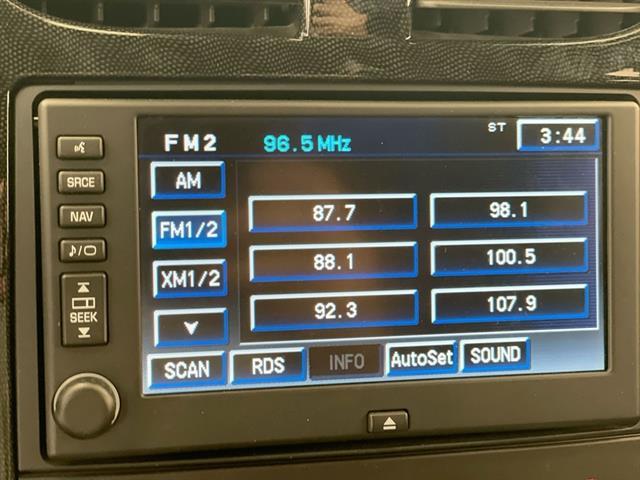 FM2 96.5 MHz ST 3:44
SRCE AM
87.7 98.1
NAV FM1/2
88.1 100.5
XM1/2
SEEK 92.3 107.9
SCAN RDS INFO AutoSet SOUND